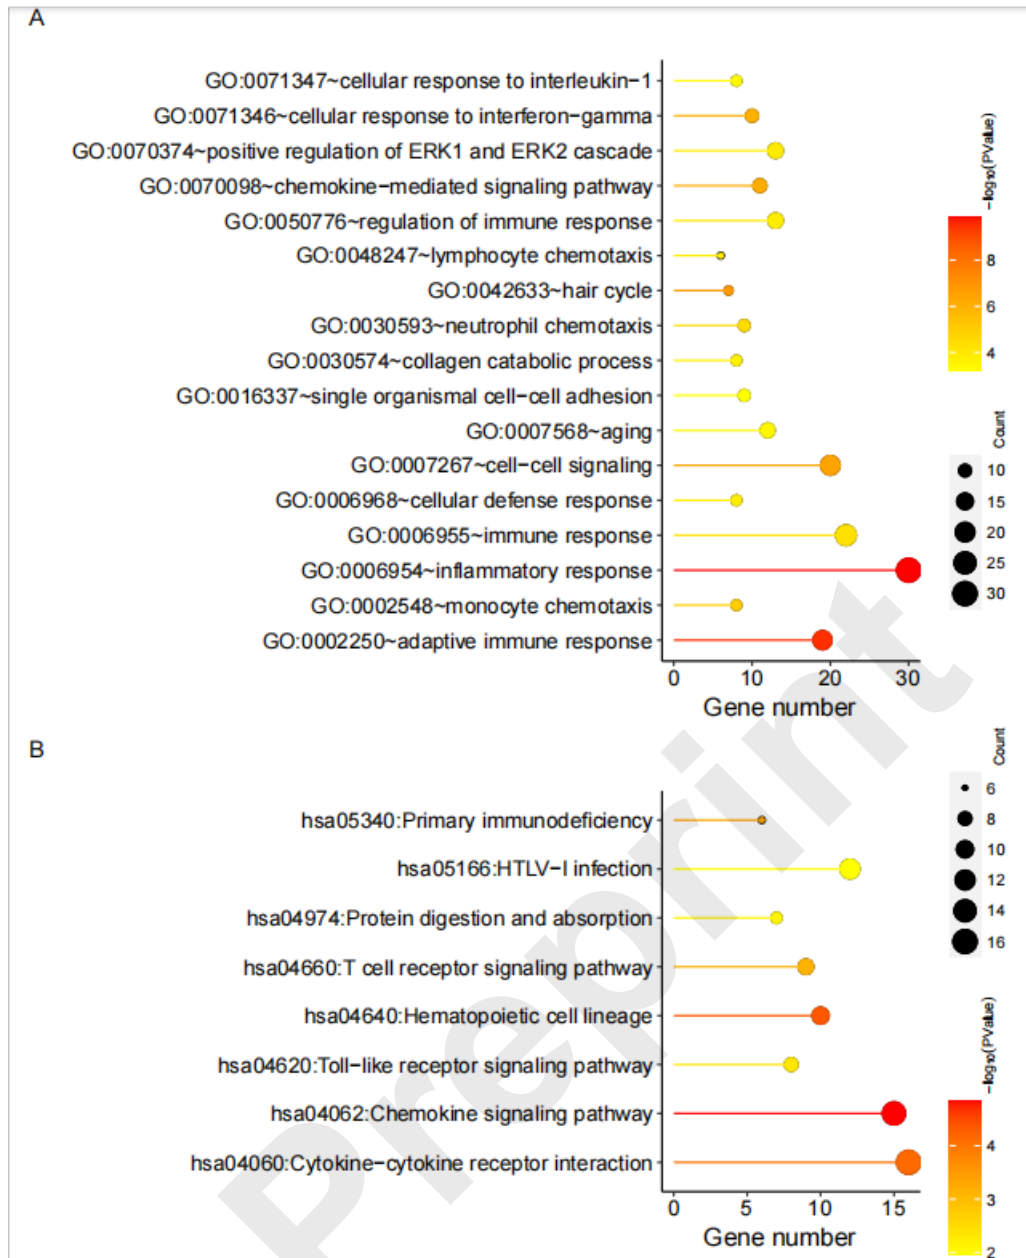 A
GO:0071347~cellular response to interleukin−1
GO:0071346~cellular response to interferon−gamma
GO:0070374~positive regulation of ERK1 and ERK2 cascade
GO:0070098~chemokine−mediated signaling pathway
GO:0050776~regulation of immune response
GO:0048247~lymphocyte chemotaxis
GO:0042633~hair cycle
GO:0030593~neutrophil chemotaxis
GO:0030574~collagen catabolic process
GO:0016337~single organismal cell−cell adhesion
GO:0007568~aging
GO:0007267~cell−cell signaling
GO:0006968~cellular defense response
GO:0006955~immune response
GO:0006954~inflammatory response
GO:0002548~monocyte chemotaxis
GO:0002250~adaptive immune response
0 10 20 30
Gene number
−log10(PValue)
8
6
4
Count
10
15
20
25
30
B
hsa05340:Primary immunodeficiency
hsa05166:HTLV−I infection
hsa04974:Protein digestion and absorption
hsa04660:T cell receptor signaling pathway
hsa04640:Hematopoietic cell lineage
hsa04620:Toll−like receptor signaling pathway
hsa04062:Chemokine signaling pathway
hsa04060:Cytokine−cytokine receptor interaction
0 5 10 15
Gene number
Count
6
8
10
12
14
16
−log10(PValue)
4
3
2
Preprint